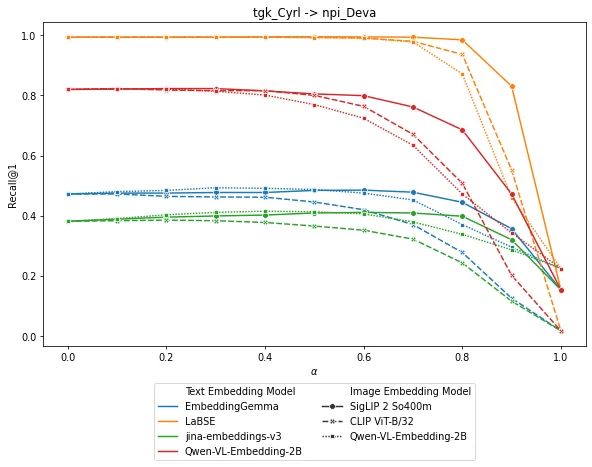 tgk_Cyrl -> npi_Deva
Recall@1
1.0
0.8
0.6
0.4
0.2
0.0
0.0 0.2 0.4 0.6 0.8 1.0
α
Text Embedding Model Image Embedding Model
EmbeddingGemma SigLIP 2 So400m
LaBSE CLIP ViT-B/32
jina-embeddings-v3 Qwen-VL-Embedding-2B
Qwen-VL-Embedding-2B